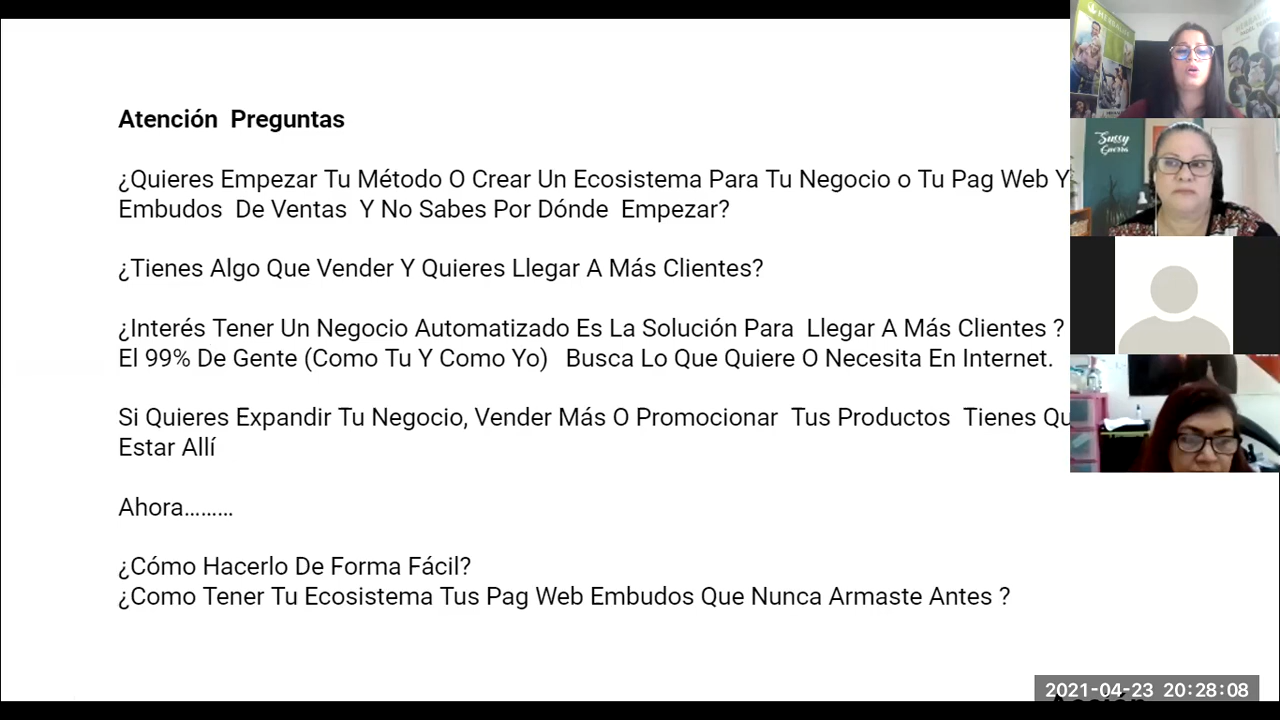 Atención Preguntas
¿Quieres Empezar Tu Método O Crear Un Ecosistema Para Tu Negocio o Tu Pag Web Y
Embudos De Ventas Y No Sabes Por Dónde Empezar?
¿Tienes Algo Que Vender Y Quieres Llegar A Más Clientes?
¿Interés Tener Un Negocio Automatizado Es La Solución Para Llegar A Más Clientes ?
El 99% De Gente (Como Tu Y Como Yo) Busca Lo Que Quiere O Necesita En Internet.
Si Quieres Expandir Tu Negocio, Vender Más O Promocionar Tus Productos Tienes Qu
Estar Allí
Ahora.........
¿Cómo Hacerlo De Forma Fácil?
¿Como Tener Tu Ecosistema Tus Pag Web Embudos Que Nunca Armaste Antes ?
HERBALIFE
Sussy
Guerra
2021-04-23 20:28:08